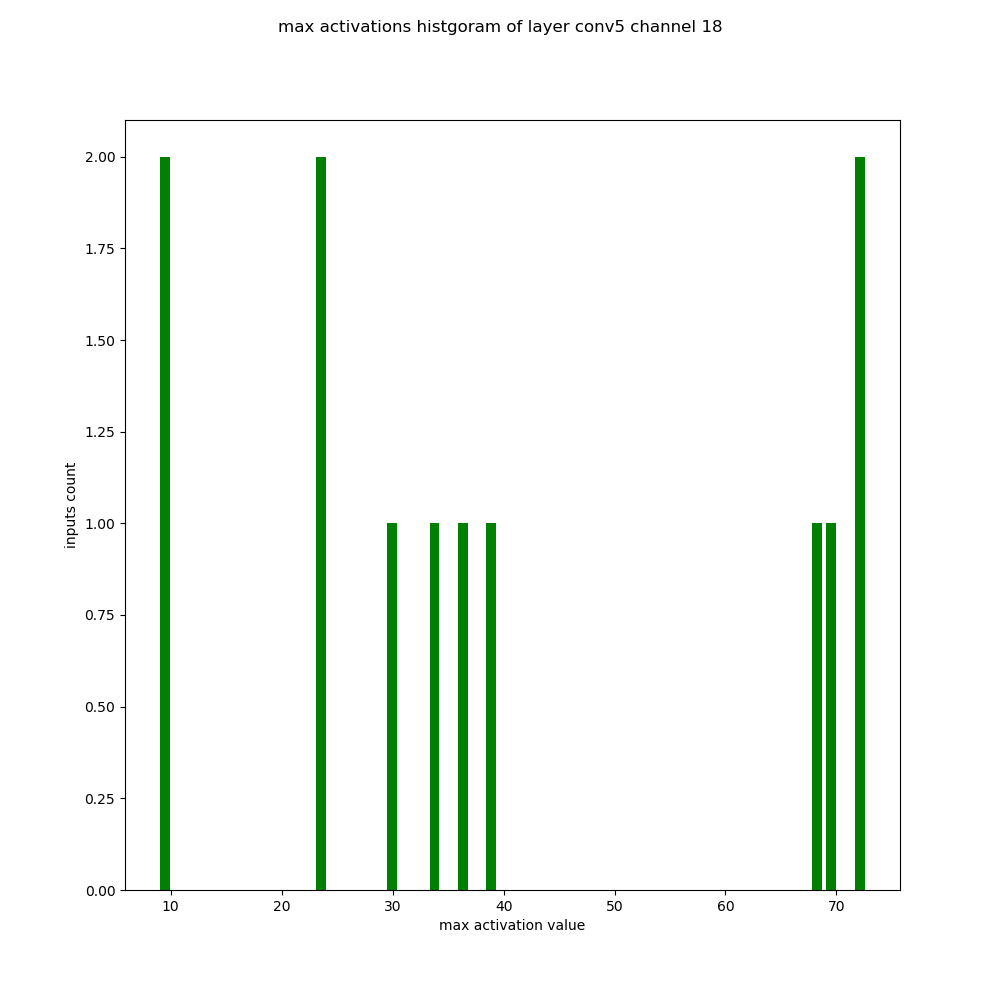 max activations histgoram of layer conv5 channel 18
2.00
1.75
1.50
1.25
1.00
0.75
0.50
0.25
0.00
inputs count
10 20 30 40 50 60 70
max activation value